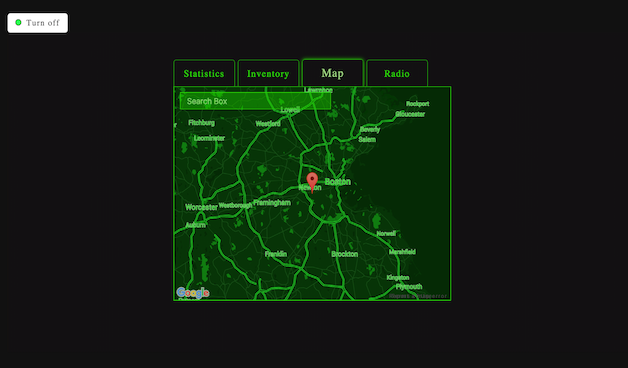 Turn off
Statistics
Inventory
Map
Radio
Search Box
Lawrence
Lowell
Rockport
Gloucester
Fitchburg
Westford
Beverly
Leominster
Salem
Newton
Boston
Worcester
Westborough
Framingham
Auburn
Norwell
Franklin
Brockton
Marshfield
Kingston
Plymouth
Google